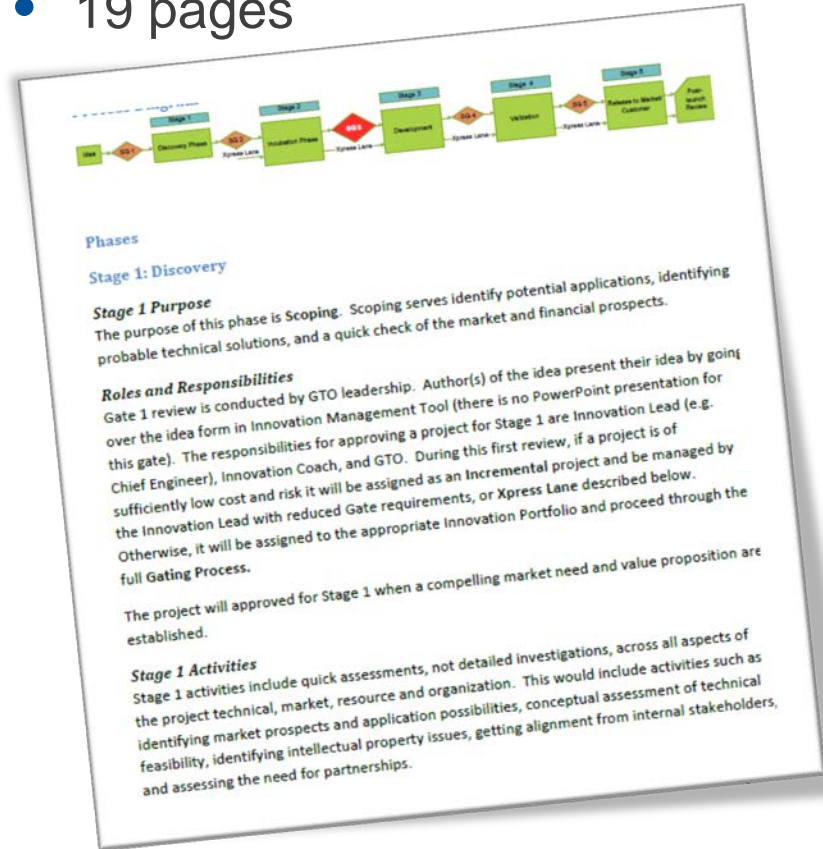 • 19 pages
Process Diagram
Stage 1
Stage 2
Stage 3
Stage 4
Stage 5
Idea
SG 1
Discovery Phase
SG 2
Xpress Lane
Incubation Phase
SG 3
Xpress Lane
Development
SG 4
Xpress Lane
Validation
SG 5
Xpress Lane
Release to Market/
Customer
Post-
launch
Review
Phases
Stage 1: Discovery
Stage 1 Purpose
The purpose of this phase is Scoping. Scoping serves identify potential applications, identifying
probable technical solutions, and a quick check of the market and financial prospects.
Roles and Responsibilities
Gate 1 review is conducted by GTO leadership. Author(s) of the idea present their idea by going
over the idea form in Innovation Management Tool (there is no PowerPoint presentation for
this gate). The responsibilities for approving a project for Stage 1 are Innovation Lead (e.g.
Chief Engineer), Innovation Coach, and GTO. During this first review, if a project is of
sufficiently low cost and risk it will be assigned as an Incremental project and be managed by
the Innovation Lead with reduced Gate requirements, or Xpress Lane described below.
Otherwise, it will be assigned to the appropriate Innovation Portfolio and proceed through the
full Gating Process.
The project will approved for Stage 1 when a compelling market need and value proposition are
established.
Stage 1 Activities
Stage 1 activities include quick assessments, not detailed investigations, across all aspects of
the project technical, market, resource and organization. This would include activities such as
identifying market prospects and application possibilities, conceptual assessment of technical
feasibility, identifying intellectual property issues, getting alignment from internal stakeholders,
and assessing the need for partnerships.